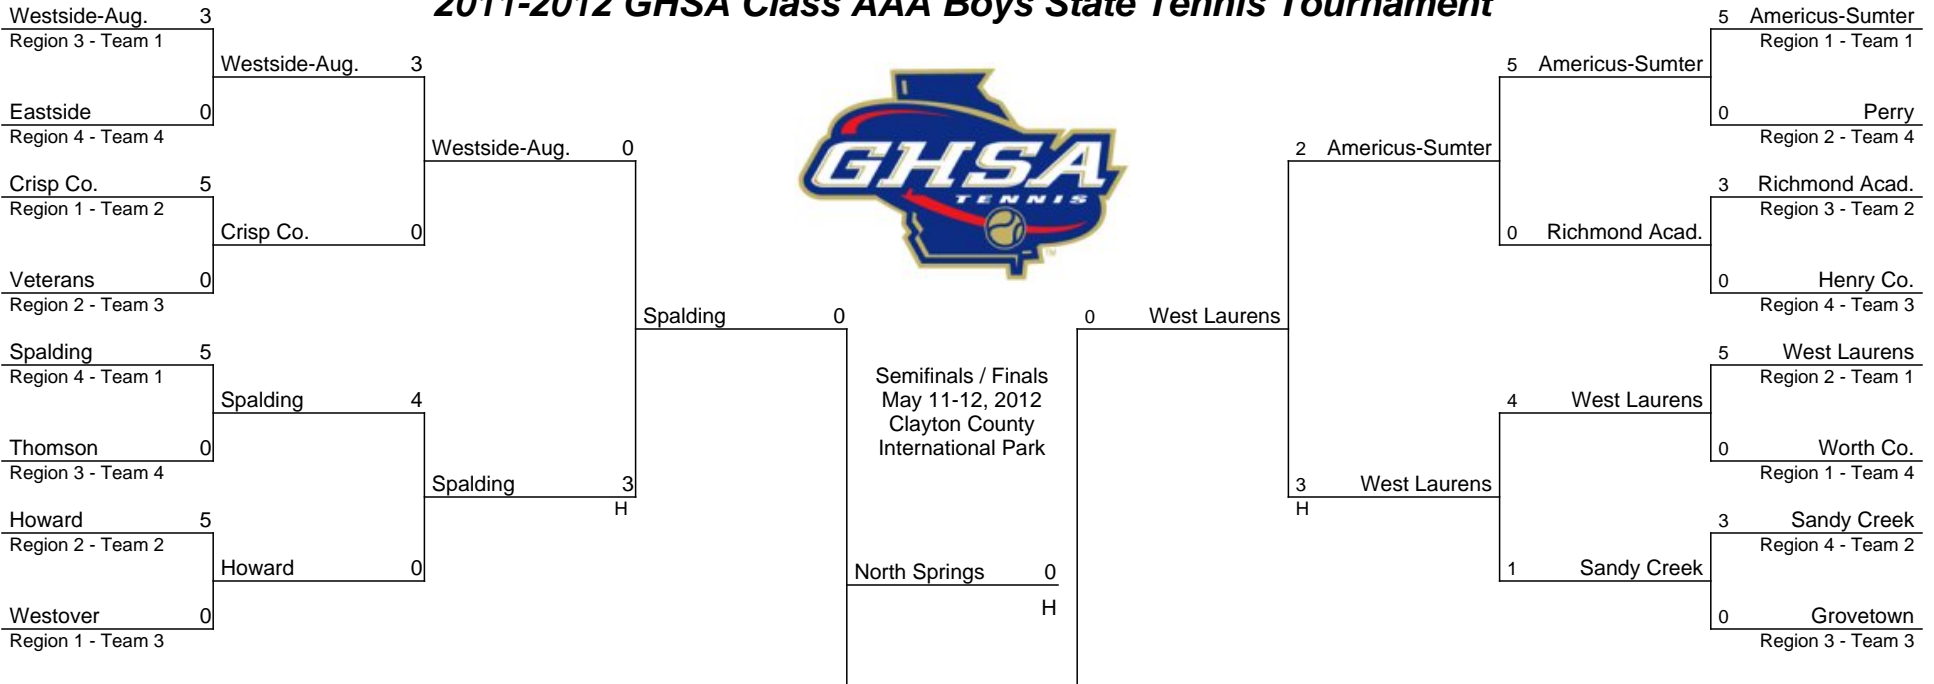 2011-2012 GHSA Class AAA Boys State Tennis Tournament
Westside-Aug. 3
Region 3 - Team 1
Westside-Aug. 3
Eastside 0
Region 4 - Team 4
Westside-Aug. 0
Crisp Co. 5
Region 1 - Team 2
Crisp Co. 0
Veterans 0
Region 2 - Team 3
Spalding 0
Spalding 5
Region 4 - Team 1
Spalding 4
Thomson 0
Region 3 - Team 4
Spalding 3
H
Howard 5
Region 2 - Team 2
Howard 0
Westover 0
Region 1 - Team 3
GHSA
TENNIS
TM
Semifinals / Finals
May 11-12, 2012
Clayton County
International Park
North Springs 0
H
5 Americus-Sumter
Region 1 - Team 1
5 Americus-Sumter
0 Perry
Region 2 - Team 4
2 Americus-Sumter
3 Richmond Acad.
Region 3 - Team 2
0 Richmond Acad.
0 Henry Co.
Region 4 - Team 3
0 West Laurens
5 West Laurens
Region 2 - Team 1
4 West Laurens
0 Worth Co.
Region 1 - Team 4
3 West Laurens
H
3 Sandy Creek
Region 4 - Team 2
1 Sandy Creek
0 Grovetown
Region 3 - Team 3